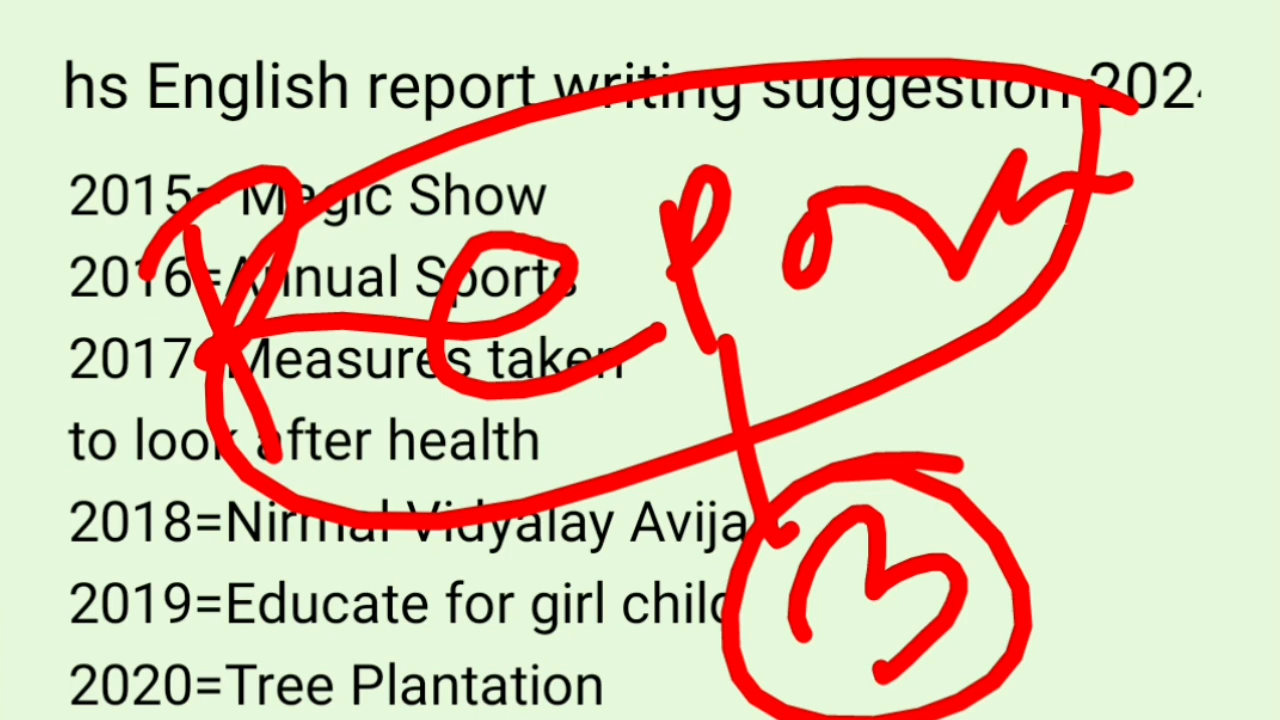 hs English report writing suggestion 202
2015= Magic Show
2016=Annual Sports
2017 Measures taken
to look after health
2018=Nirmal Vidyalay Avija
2019=Educate for girl child
2020=Tree Plantation
Report
3